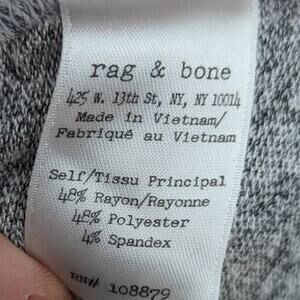 rag & bone
425 W. 13th St, NY, NY 10014
Made in Vietnam/
Fabriqué au Vietnam
Self/Tissu Principal
48% Rayon/Rayonne
48% Polyester
4% Spandex
RN# 108879